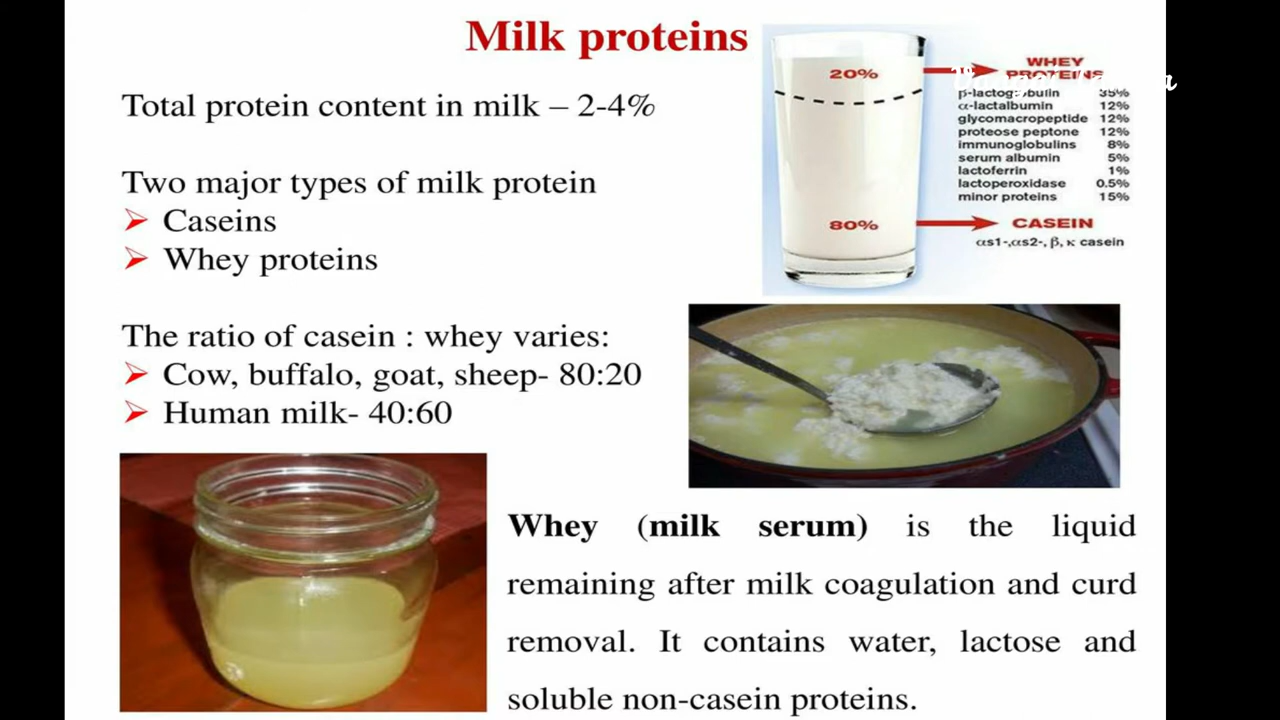 Milk proteins
Total protein content in milk – 2-4%
Two major types of milk protein
➢ Caseins
➢ Whey proteins
The ratio of casein : whey varies:
➢ Cow, buffalo, goat, sheep- 80:20
➢ Human milk- 40:60
20%
WHEY
PROTEINS
β-lactoglobulin 35%
α-lactalbumin 12%
glycomacropeptide 12%
proteose peptone 12%
immunoglobulins 8%
serum albumin 5%
lactoferrin 1%
lactoperoxidase 0.5%
minor proteins 15%
80%
CASEIN
αs1-,αs2-, β, κ casein
Whey (milk serum) is the liquid
remaining after milk coagulation and curd
removal. It contains water, lactose and
soluble non-casein proteins.